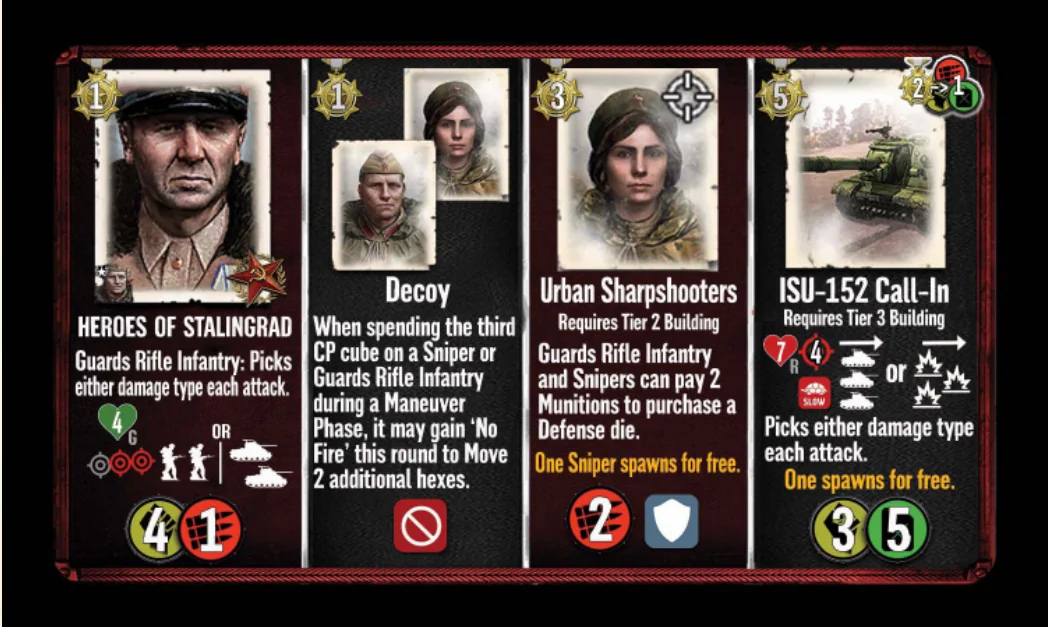 1
HEROES OF STALINGRAD
Guards Rifle Infantry: Picks
either damage type each attack.
4
G
OR
4 1
1
Decoy
When spending the third
CP cube on a Sniper or
Guards Rifle Infantry
during a Maneuver
Phase, it may gain ‘No
Fire’ this round to Move
2 additional hexes.
3
Urban Sharpshooters
Requires Tier 2 Building
Guards Rifle Infantry
and Snipers can pay 2
Munitions to purchase a
Defense die.
One Sniper spawns for free.
2
5
2 -> 1
ISU-152 Call-In
Requires Tier 3 Building
7 R 4
or
SLOW
Picks either damage type
each attack.
One spawns for free.
3 5